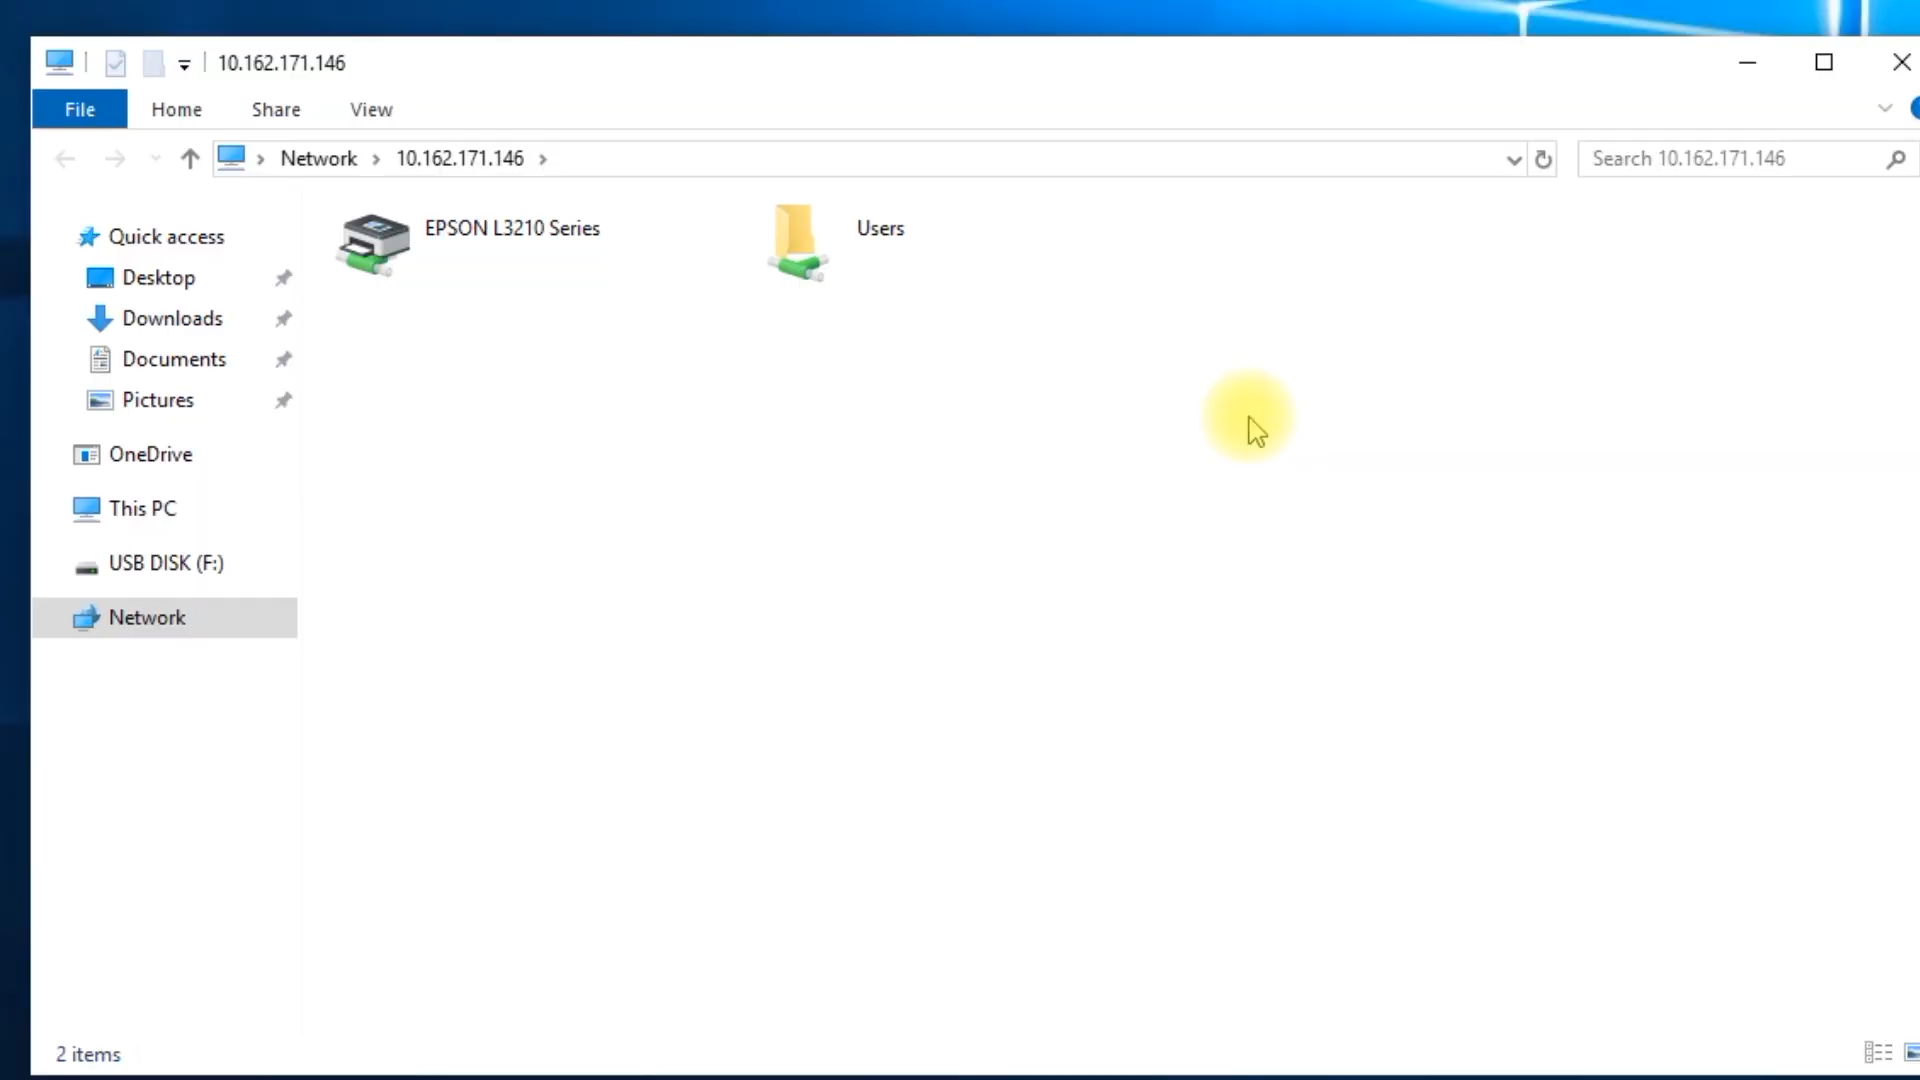 10.162.171.146
File Home Share View
Network 10.162.171.146
Search 10.162.171.146
Quick access
Desktop
Downloads
Documents
Pictures
OneDrive
This PC
USB DISK (F:)
Network
EPSON L3210 Series
Users
2 items